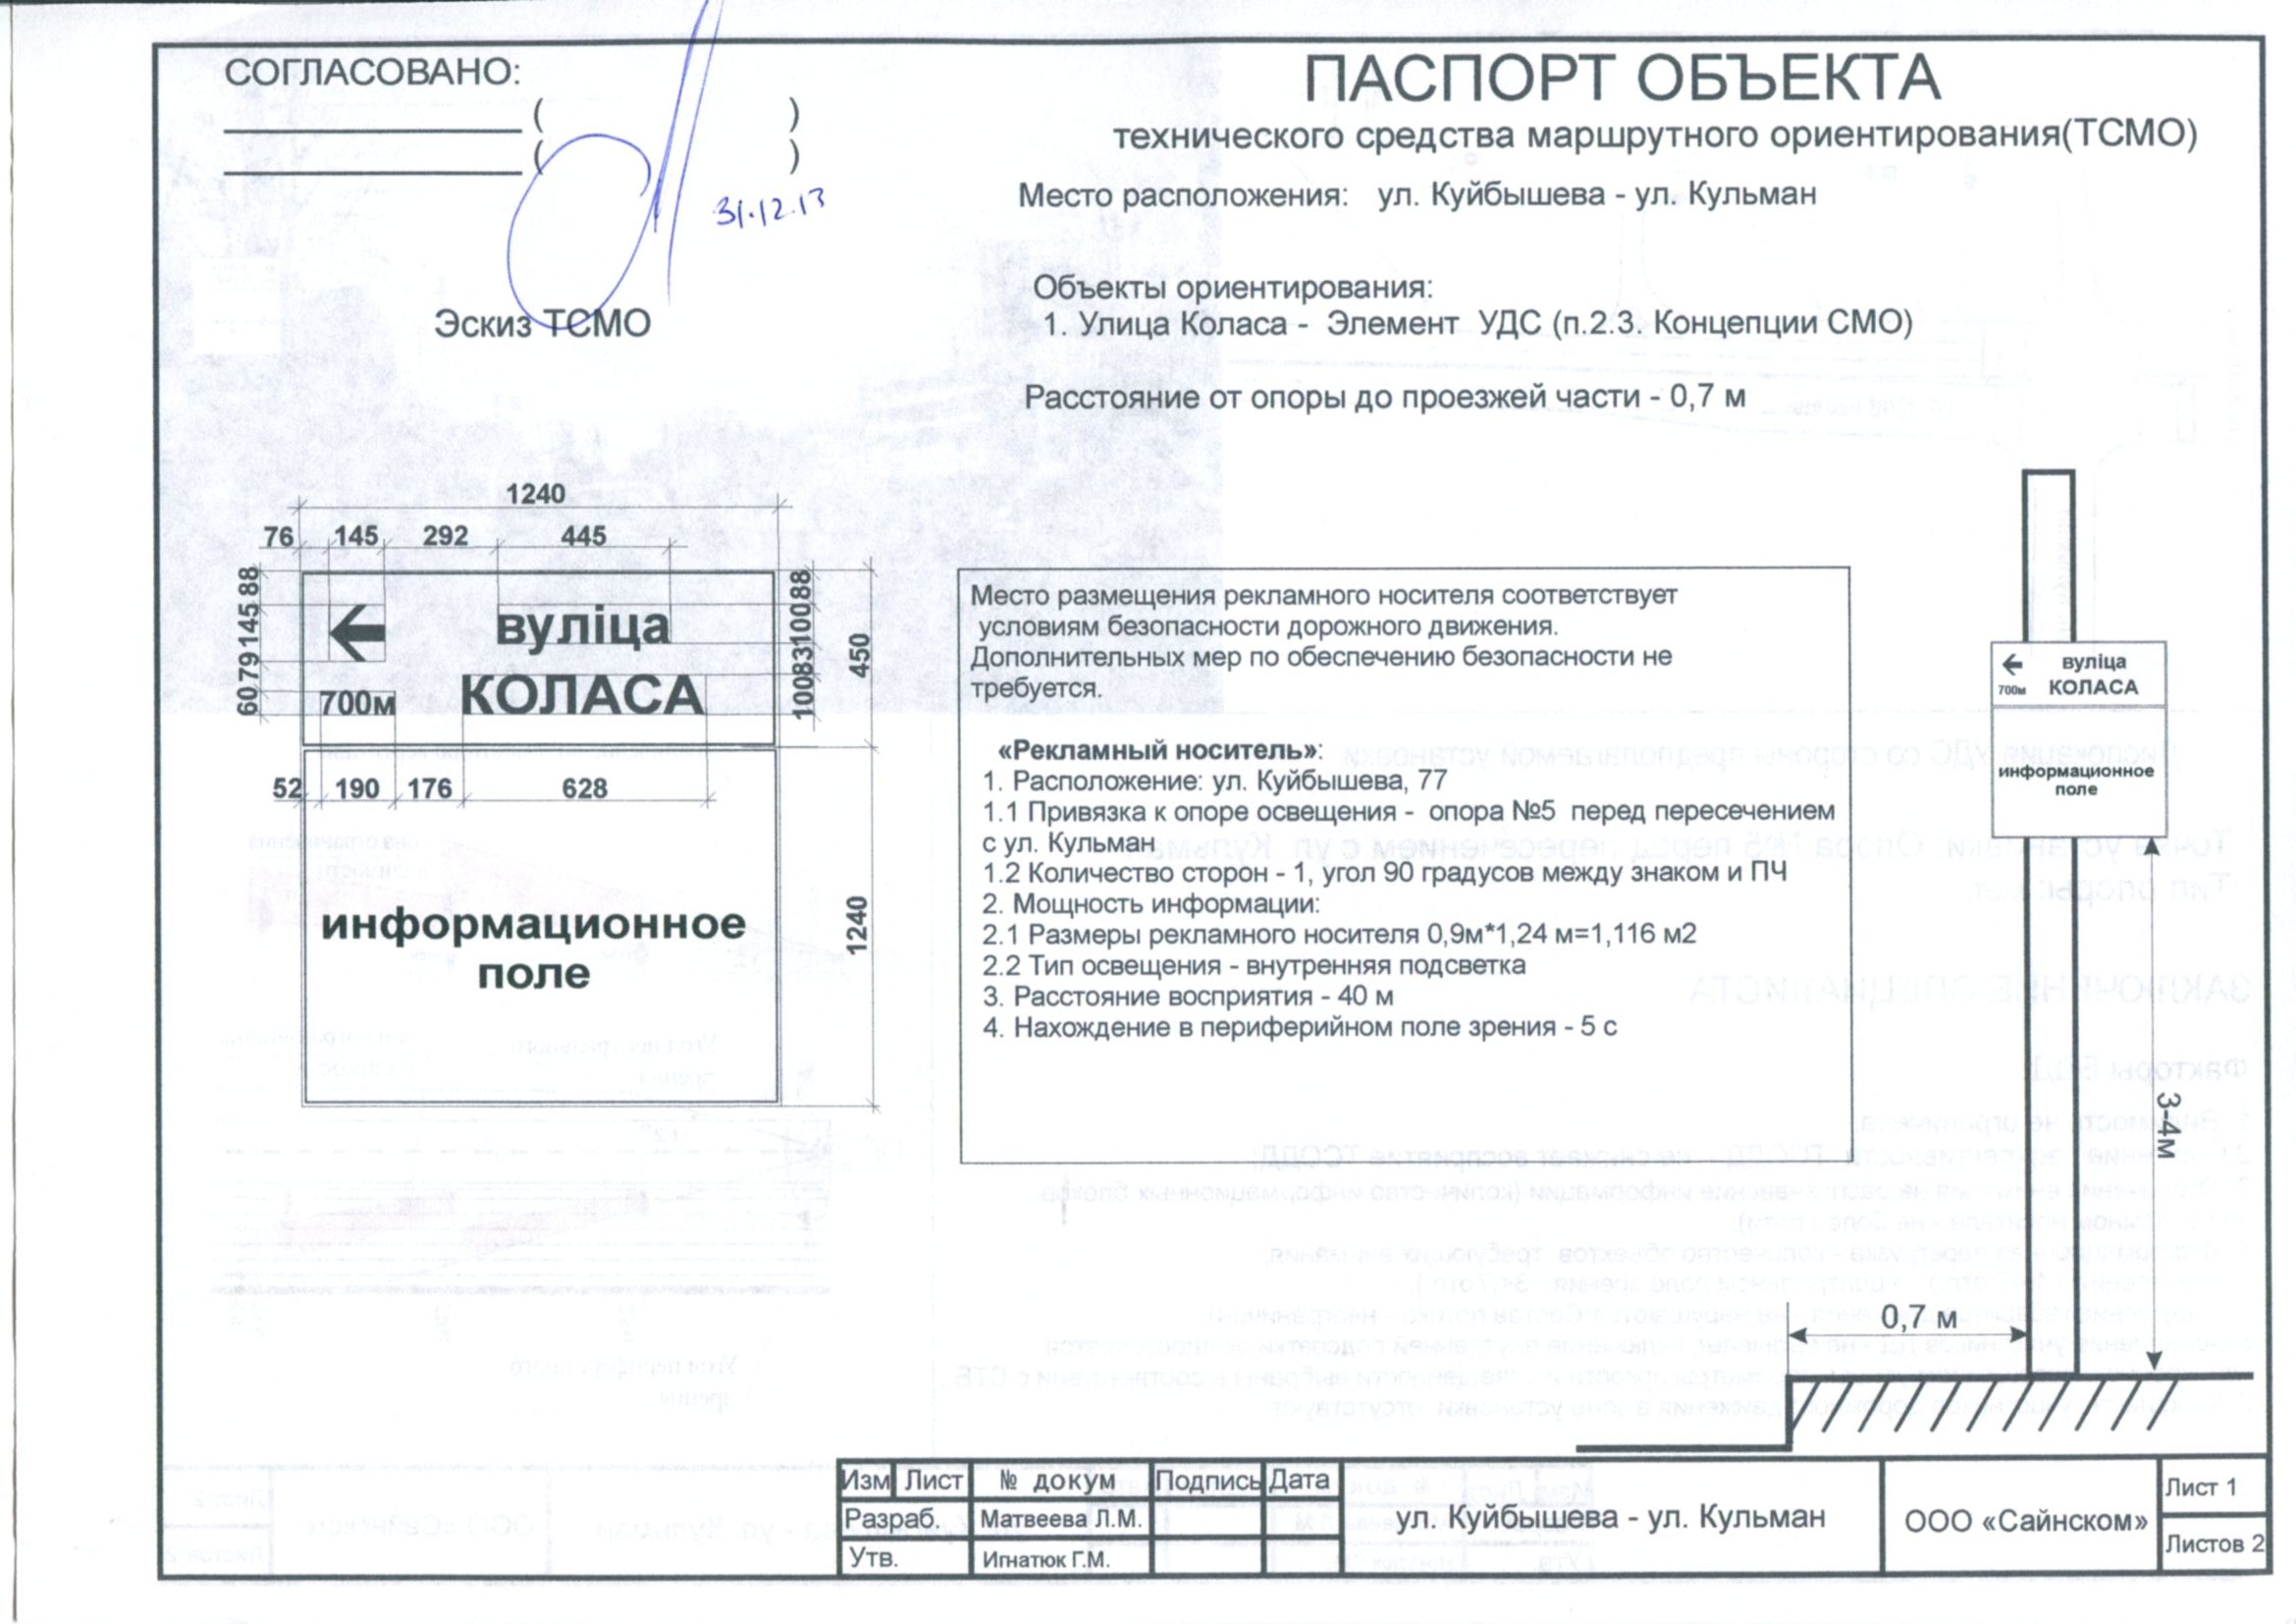 СОГЛАСОВАНО:
( )
( )
31.12.13
ПАСПОРТ ОБЪЕКТА
технического средства маршрутного ориентирования(ТСМО)
Место расположения: ул. Куйбышева - ул. Кульман
Объекты ориентирования:
1. Улица Коласа - Элемент УДС (п.2.3. Концепции СМО)
Расстояние от опоры до проезжей части - 0,7 м
Эскиз ТСМО
1240
76 145 292 445
88 145 79 60
88 100 83 100
450
вуліца
700м КОЛАСА
52 190 176 628
1240
информационное
поле
Место размещения рекламного носителя соответствует
условиям безопасности дорожного движения.
Дополнительных мер по обеспечению безопасности не
требуется.
«Рекламный носитель»:
1. Расположение: ул. Куйбышева, 77
1.1 Привязка к опоре освещения - опора №5 перед пересечением
с ул. Кульман
1.2 Количество сторон - 1, угол 90 градусов между знаком и ПЧ
2. Мощность информации:
2.1 Размеры рекламного носителя 0,9м*1,24 м=1,116 м2
2.2 Тип освещения - внутренняя подсветка
3. Расстояние восприятия - 40 м
4. Нахождение в периферийном поле зрения - 5 с
вуліца
700м КОЛАСА
информационное
поле
3-4м
0,7 м
Изм Лист № докум Подпись Дата
Разраб. Матвеева Л.М.
Утв. Игнатюк Г.М.
ул. Куйбышева - ул. Кульман
ООО «Сайнском»
Лист 1
Листов 2